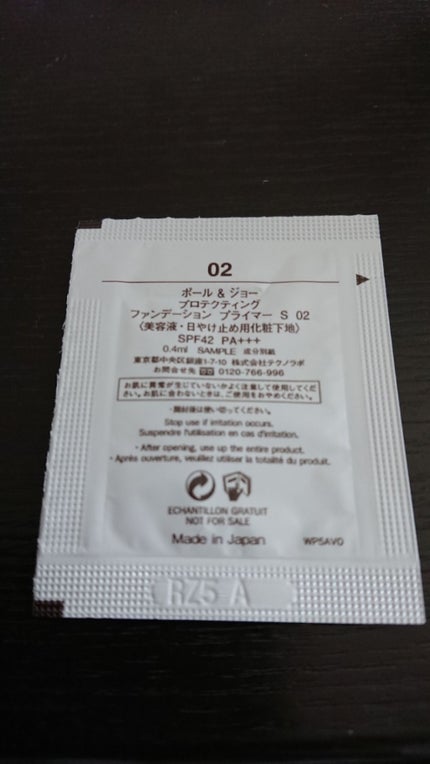 02
ポール & ジョー
プロテクティング
ファンデーション プライマー S 02
〈美容液・日やけ止め用化粧下地〉
SPF42 PA+++
0.4ml SAMPLE 成分別紙
東京都中央区銀座1-7-10 株式会社テクノラボ
お問合せ先 0120-766-996
お肌に異常が生じていないかよく注意して使用してくだ
さい。お肌に合わないときは、ご使用をおやめください。
・開封後は使い切ってください。
Stop use if irritation occurs.
Suspendre l'utilisation en cas d'irritation.
・After opening, use up the entire product.
・Après ouverture, veuillez utiliser la totalité du produit.
ECHANTILLON GRATUIT
NOT FOR SALE
Made in Japan WP5AV0
RZ5 A